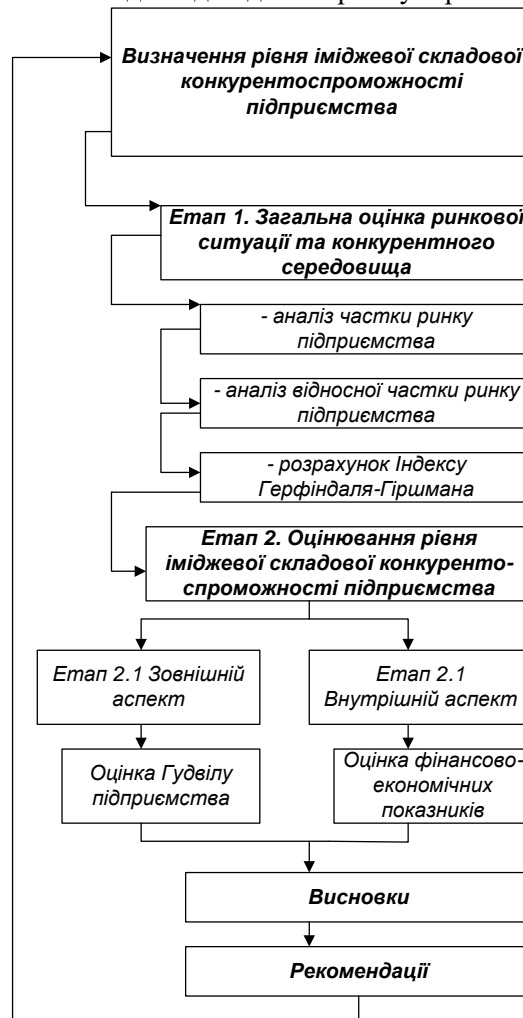 Визначення рівня іміджевої складової
конкурентоспроможності
підприємства
Етап 1. Загальна оцінка ринкової
ситуації та конкурентного
середовища
- аналіз частки ринку
підприємства
- аналіз відносної частки ринку
підприємства
- розрахунок Індексу
Герфіндаля-Гіршмана
Етап 2. Оцінювання рівня
іміджевої складової конкуренто-
спроможності підприємства
Етап 2.1 Зовнішній
аспект
Етап 2.1
Внутрішній аспект
Оцінка Гудвілу
підприємства
Оцінка фінансово-
економічних
показників
Висновки
Рекомендації